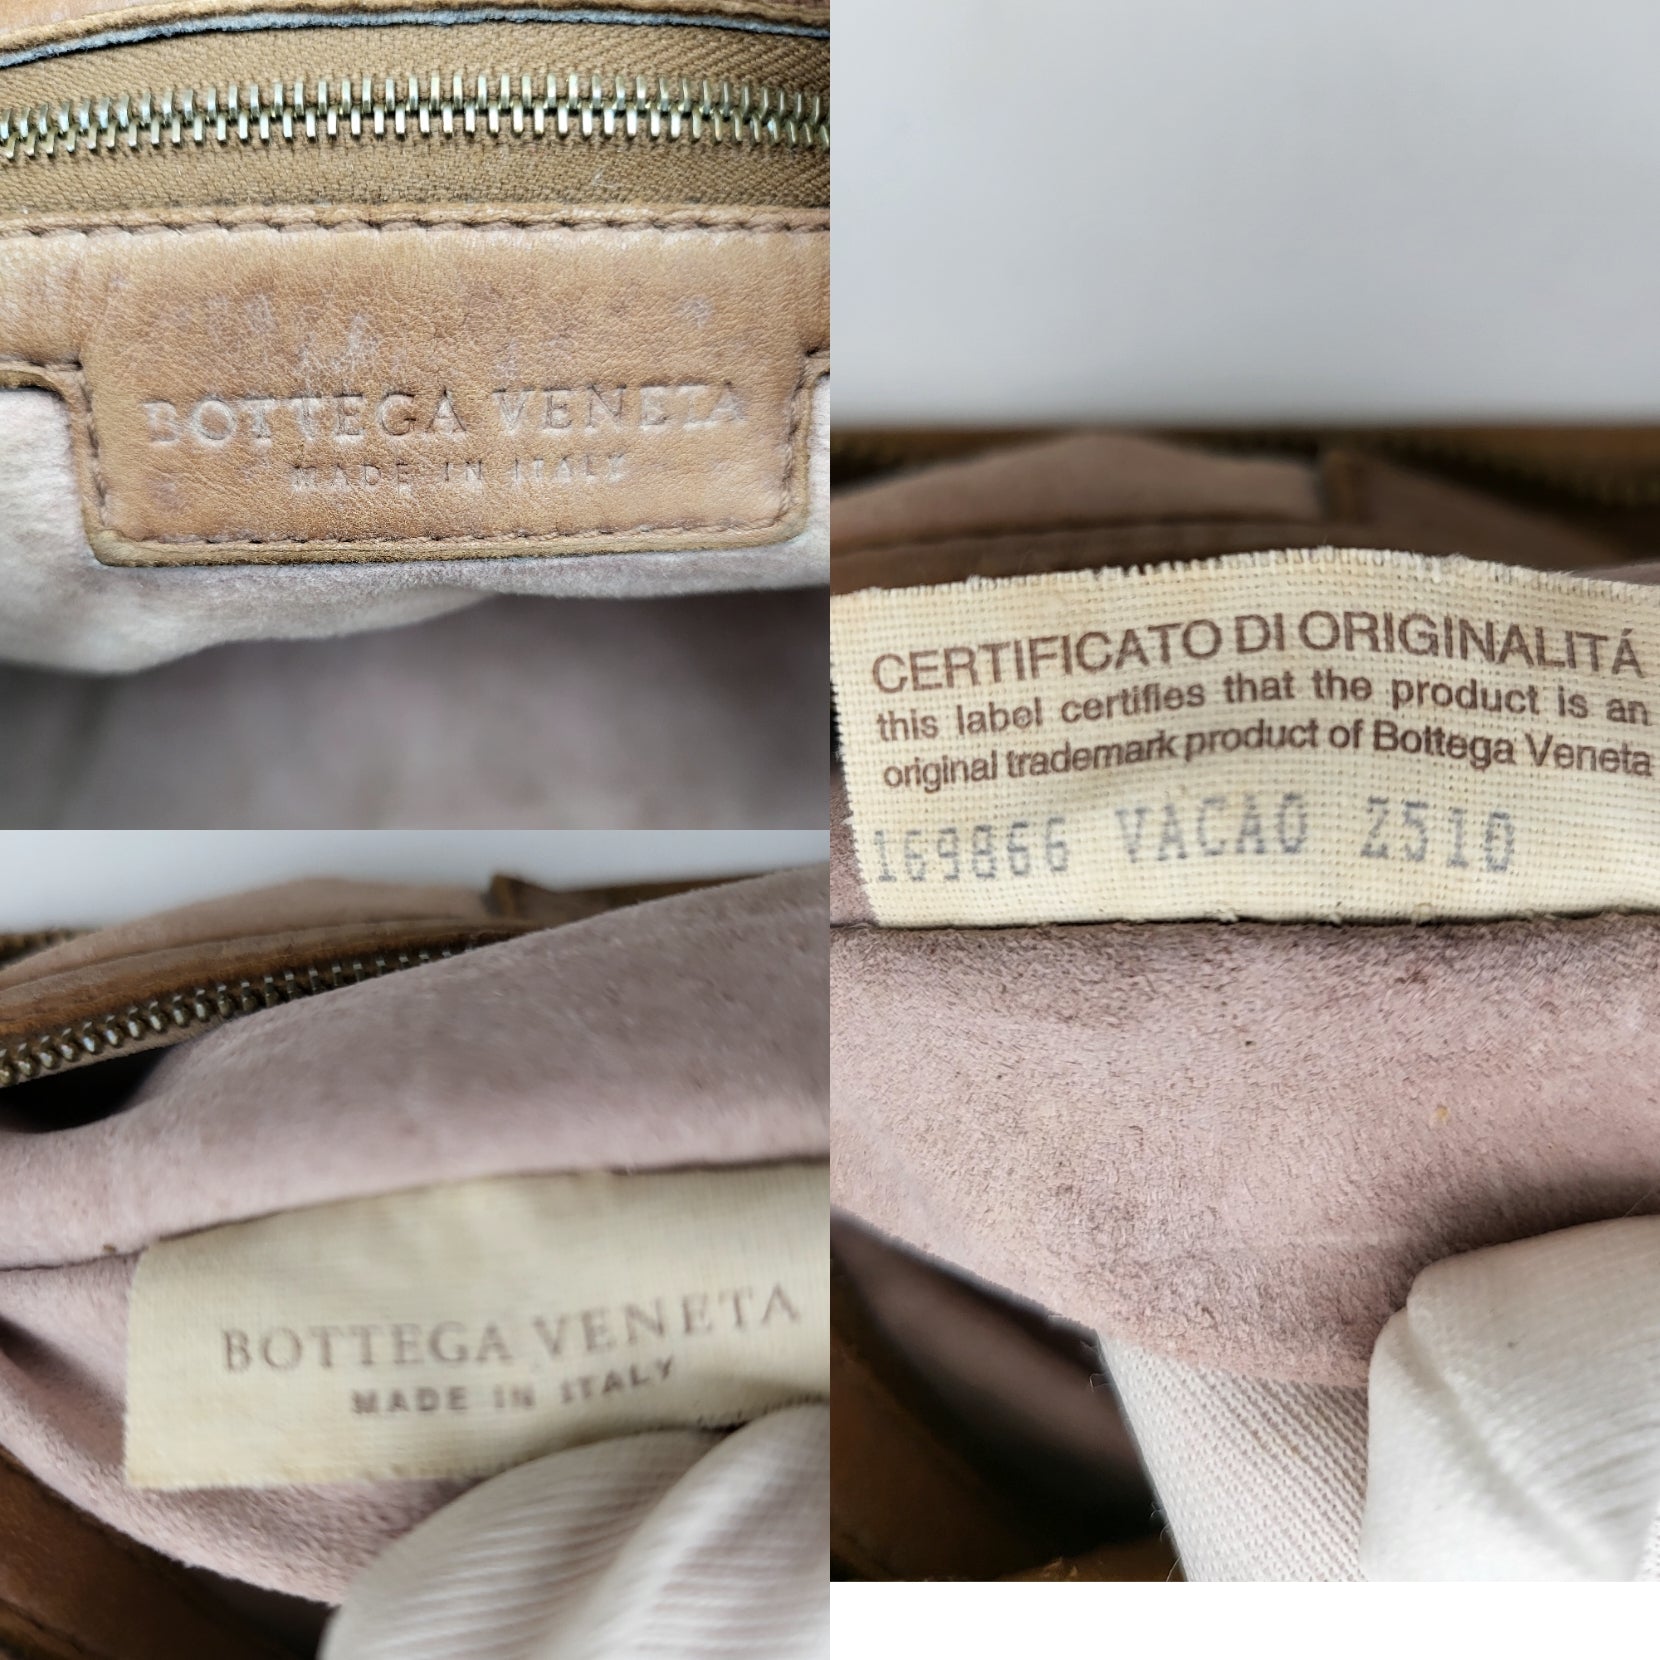 BOTTEGA VENETA
MADE IN ITALY
CERTIFICATO DI ORIGINALITÁ
this label certifies that the product is an
original trademark product of Bottega Veneta
169866 VACAO Z510
BOTTEGA VENETA
MADE IN ITALY